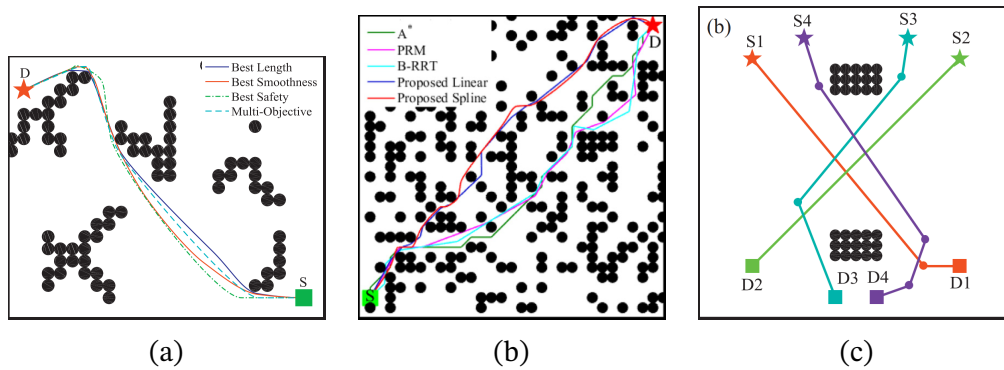 D
Best Length
Best Smoothness
Best Safety
Multi-Objective
S
(a)
A*
PRM
B-RRT
Proposed Linear
Proposed Spline
D
S
(b)
(b)
S1
S4
S3
S2
D2
D3
D4
D1
(c)